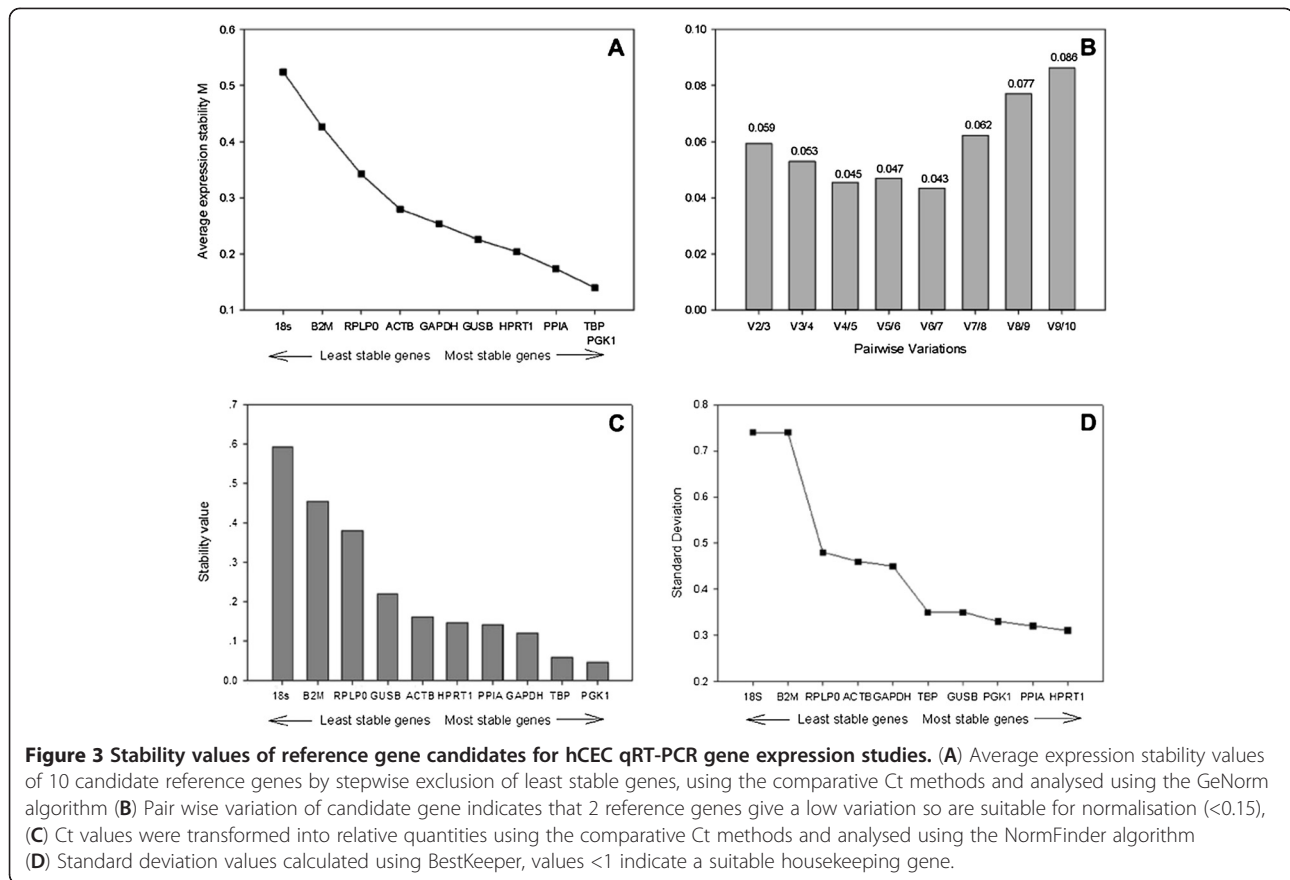 A
Average expression stability M
0.6
0.5
0.4
0.3
0.2
0.1
18s B2M RPLP0 ACTB GAPDH GUSB HPRT1 PPIA TBP
PGK1
Least stable genes Most stable genes
B
0.10
0.08
0.06
0.04
0.02
0.00
0.059
0.053
0.045
0.047
0.043
0.062
0.077
0.086
V2/3 V3/4 V4/5 V5/6 V6/7 V7/8 V8/9 V9/10
Pairwise Variations
C
Stability value
.7
.6
.5
.4
.3
.2
.1
0.0
18s B2M RPLP0 GUSB ACTB HPRT1 PPIA GAPDH TBP PGK1
Least stable genes Most stable genes
D
Standard Deviation
0.8
0.7
0.6
0.5
0.4
0.3
0.2
18S B2M RPLP0 ACTB GAPDH TBP GUSB PGK1 PPIA HPRT1
Least stable genes Most stable genes
Figure 3 Stability values of reference gene candidates for hCEC qRT-PCR gene expression studies. (A) Average expression stability values
of 10 candidate reference genes by stepwise exclusion of least stable genes, using the comparative Ct methods and analysed using the GeNorm
algorithm (B) Pair wise variation of candidate gene indicates that 2 reference genes give a low variation so are suitable for normalisation (<0.15),
(C) Ct values were transformed into relative quantities using the comparative Ct methods and analysed using the NormFinder algorithm
(D) Standard deviation values calculated using BestKeeper, values <1 indicate a suitable housekeeping gene.